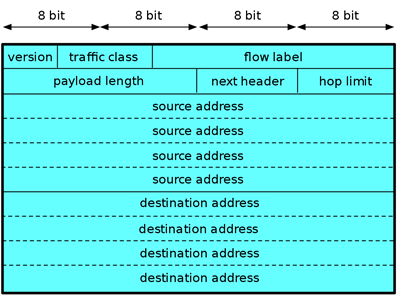 8 bit 8 bit 8 bit 8 bit
version traffic class flow label
payload length next header hop limit
source address
source address
source address
source address
destination address
destination address
destination address
destination address